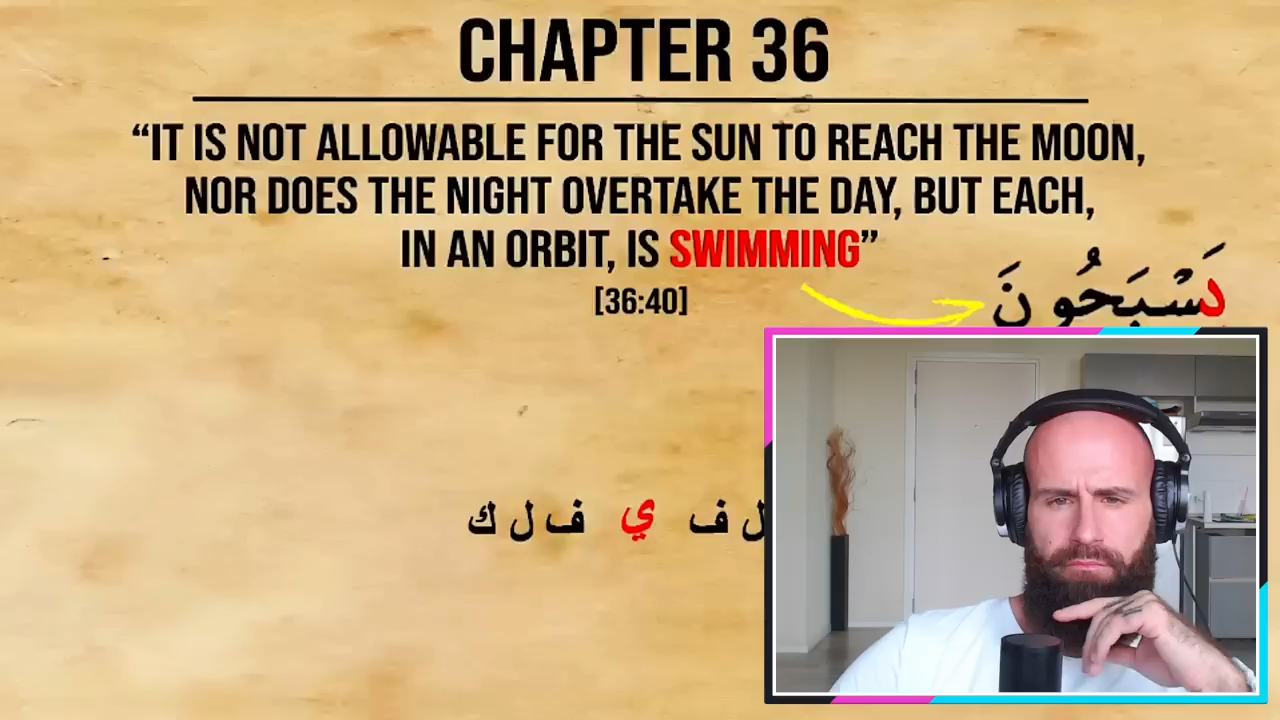 CHAPTER 36
“IT IS NOT ALLOWABLE FOR THE SUN TO REACH THE MOON,
NOR DOES THE NIGHT OVERTAKE THE DAY, BUT EACH,
IN AN ORBIT, IS SWIMMING”
يَسْبَحُونَ
[36:40]
ل ف ي ف ل ك